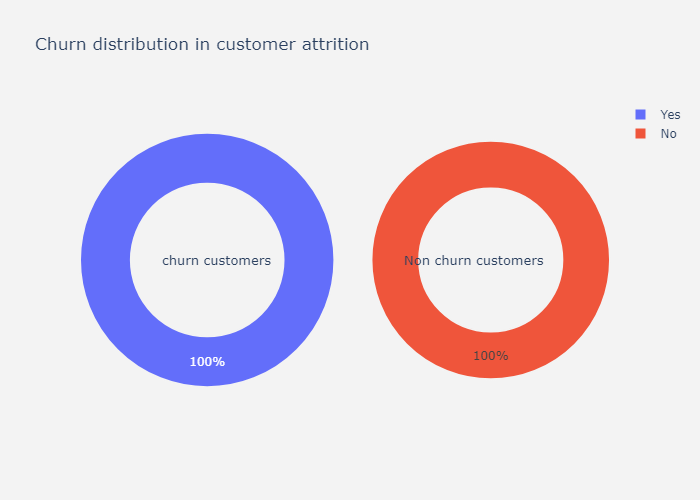 Churn distribution in customer attrition
Yes
No
churn customers
Non churn customers
100%
100%